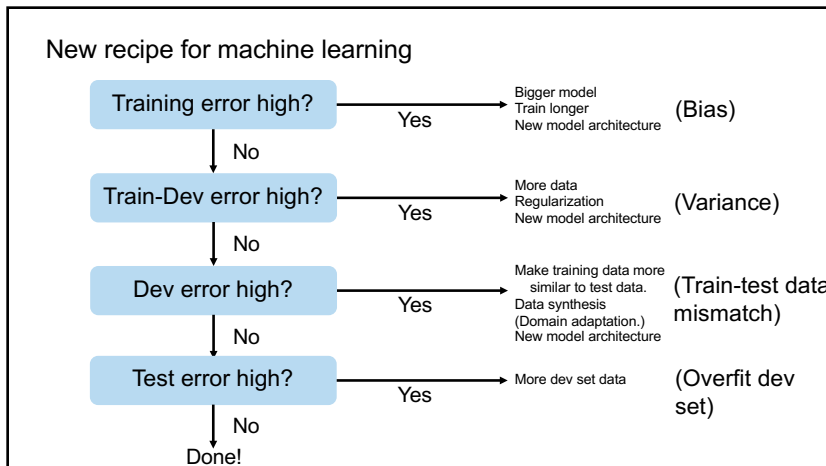 New recipe for machine learning
Training error high?
Yes
Bigger model
Train longer
New model architecture
(Bias)
No
Train-Dev error high?
Yes
More data
Regularization
New model architecture
(Variance)
No
Dev error high?
Yes
Make training data more
similar to test data.
Data synthesis
(Domain adaptation.)
New model architecture
(Train-test data
mismatch)
No
Test error high?
Yes
More dev set data
(Overfit dev
set)
No
Done!